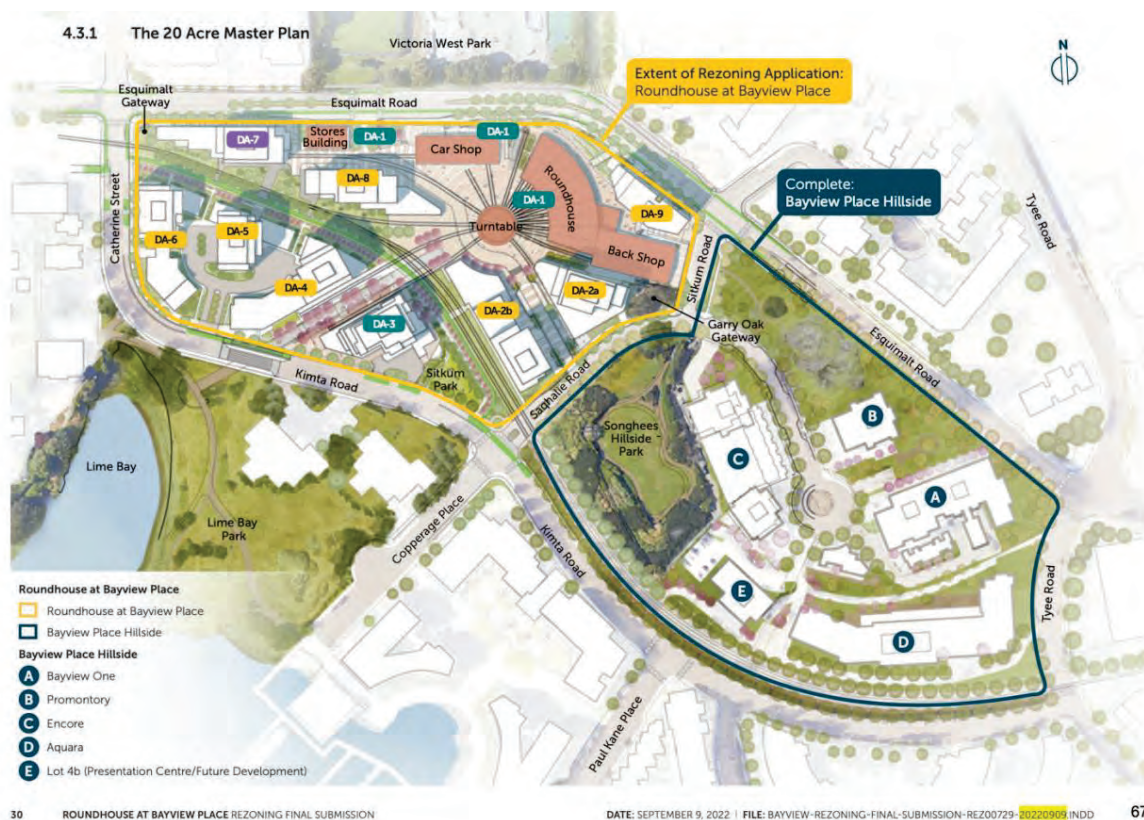 4.3.1 The 20 Acre Master Plan
Victoria West Park
N
Extent of Rezoning Application:
Roundhouse at Bayview Place
Esquimalt
Gateway
Esquimalt Road
DA-7
Stores
Building
DA-1
DA-1
Car Shop
DA-8
DA-1
Roundhouse
Complete:
Bayview Place Hillside
Tyee Road
Catherine Street
DA-6
DA-5
Turntable
DA-9
Back Shop
Sitkum Road
DA-4
DA-2a
DA-2b
DA-3
Garry Oak
Gateway
Esquimalt Road
Kimta Road
Sitkum
Park
Saghalie Road
Songhees
Hillside
Park
B
C
A
Lime Bay
Lime Bay
Park
Copperage Place
Kimta Road
E
D
Tyee Road
Paul Kane Place
Roundhouse at Bayview Place
Roundhouse at Bayview Place
Bayview Place Hillside
Bayview Place Hillside
A Bayview One
B Promontory
C Encore
D Aquara
E Lot 4b (Presentation Centre/Future Development)
30 ROUNDHOUSE AT BAYVIEW PLACE REZONING FINAL SUBMISSION
DATE: SEPTEMBER 9, 2022 | FILE: BAYVIEW-REZONING-FINAL-SUBMISSION-REZ00729-20220909.INDD
67